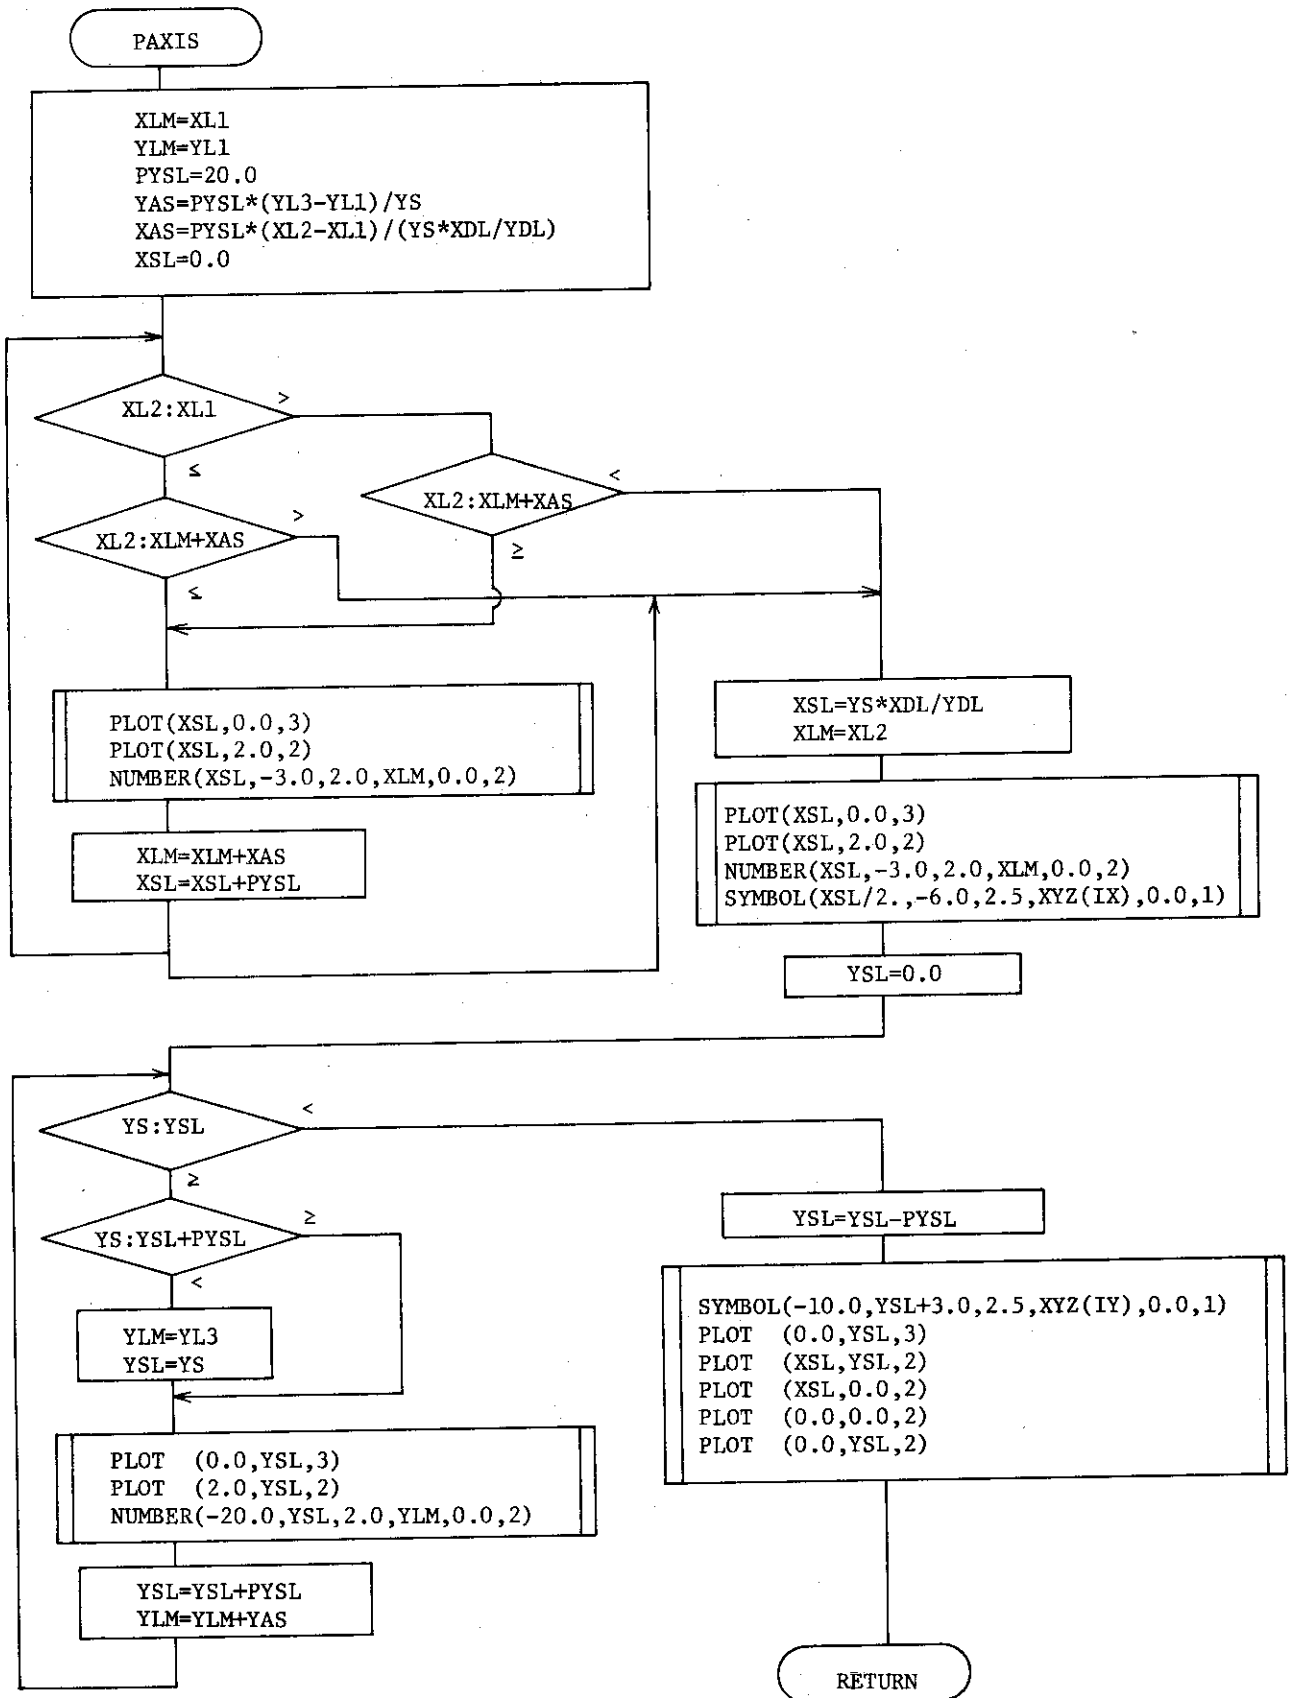 PAXIS
XLM=XL1
YLM=YL1
PYSL=20.0
YAS=PYSL*(YL3-YL1)/YS
XAS=PYSL*(XL2-XL1)/(YS*XDL/YDL)
XSL=0.0
XL2:XL1
>
≤
XL2:XLM+XAS
<
≥
XL2:XLM+XAS
>
≤
PLOT(XSL,0.0,3)
PLOT(XSL,2.0,2)
NUMBER(XSL,-3.0,2.0,XLM,0.0,2)
XLM=XLM+XAS
XSL=XSL+PYSL
XSL=YS*XDL/YDL
XLM=XL2
PLOT(XSL,0.0,3)
PLOT(XSL,2.0,2)
NUMBER(XSL,-3.0,2.0,XLM,0.0,2)
SYMBOL(XSL/2.,-6.0,2.5,XYZ(IX),0.0,1)
YSL=0.0
YS:YSL
<
≥
YS:YSL+PYSL
≥
<
YLM=YL3
YSL=YS
PLOT (0.0,YSL,3)
PLOT (2.0,YSL,2)
NUMBER(-20.0,YSL,2.0,YLM,0.0,2)
YSL=YSL+PYSL
YLM=YLM+YAS
YSL=YSL-PYSL
SYMBOL(-10.0,YSL+3.0,2.5,XYZ(IY),0.0,1)
PLOT (0.0,YSL,3)
PLOT (XSL,YSL,2)
PLOT (XSL,0.0,2)
PLOT (0.0,0.0,2)
PLOT (0.0,YSL,2)
RETURN